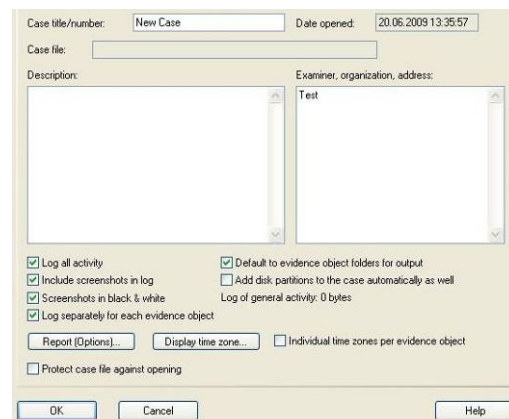 Case title/number: New Case Date opened: 20.06.2009 13:35:57
Case file:
Description: Examiner, organization, address:
Test
Log all activity Default to evidence object folders for output
Include screenshots in log Add disk partitions to the case automatically as well
Screenshots in black & white Log of general activity: 0 bytes
Log separately for each evidence object
Report (Options)... Display time zone... Individual time zones per evidence object
Protect case file against opening
OK Cancel Help